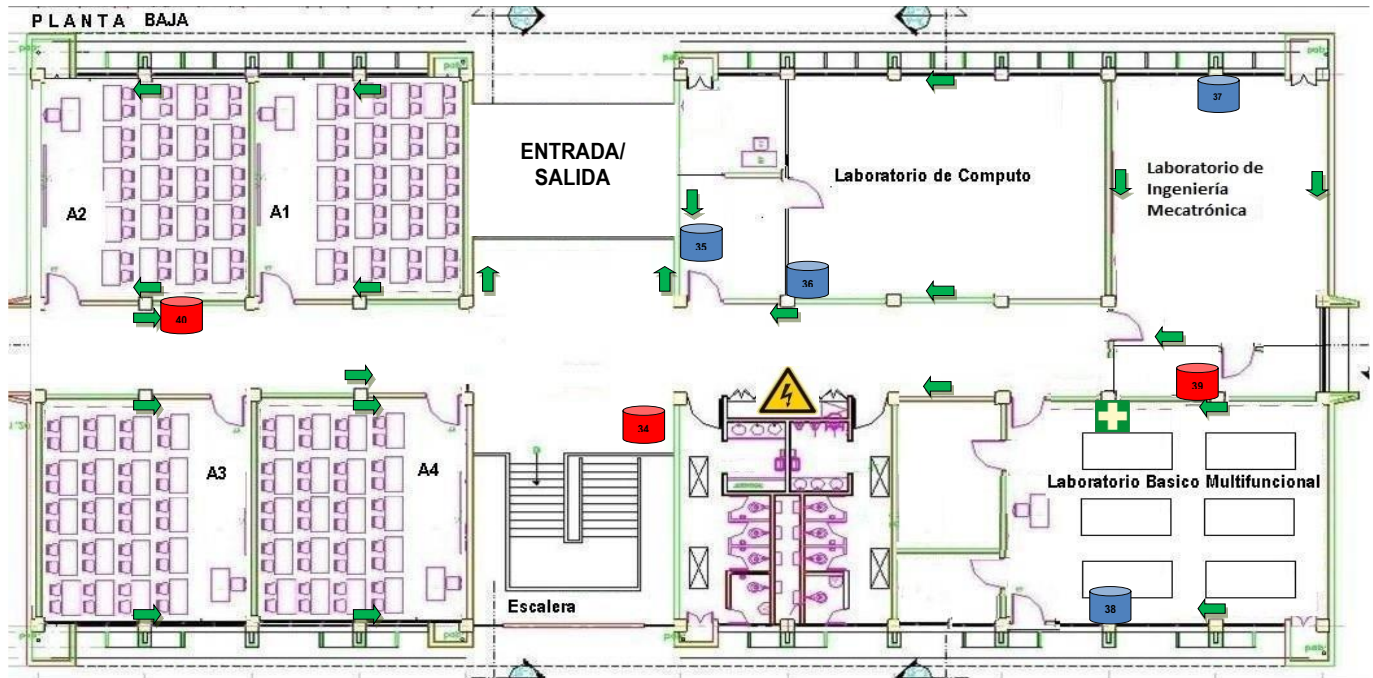 PLANTA BAJA
37
ENTRADA/
SALIDA
Laboratorio de Computo
Laboratorio de
Ingeniería
Mecatrónica
A2
A1
35
36
40
39
34
A3
A4
Laboratorio Basico Multifuncional
Escalera
38